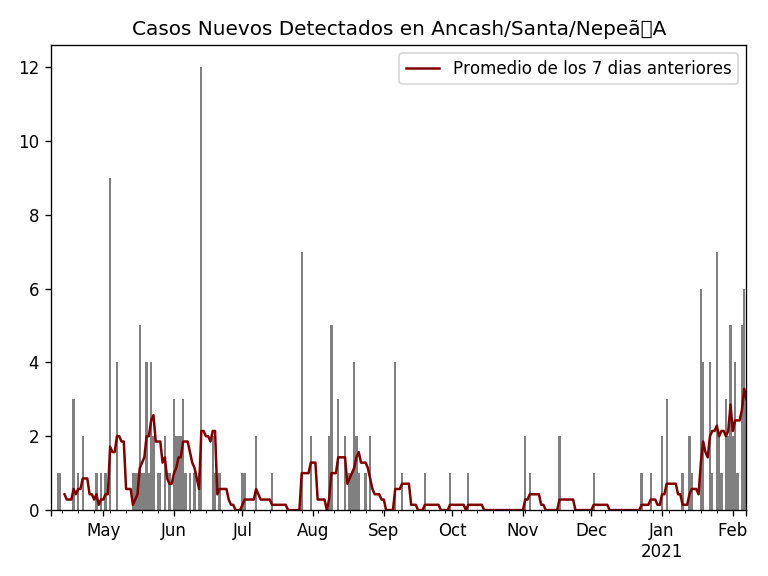 Casos Nuevos Detectados en Ancash/Santa/Nepeã▯A
Promedio de los 7 dias anteriores
12
10
8
6
4
2
0
May Jun Jul Aug Sep Oct Nov Dec Jan Feb
2021